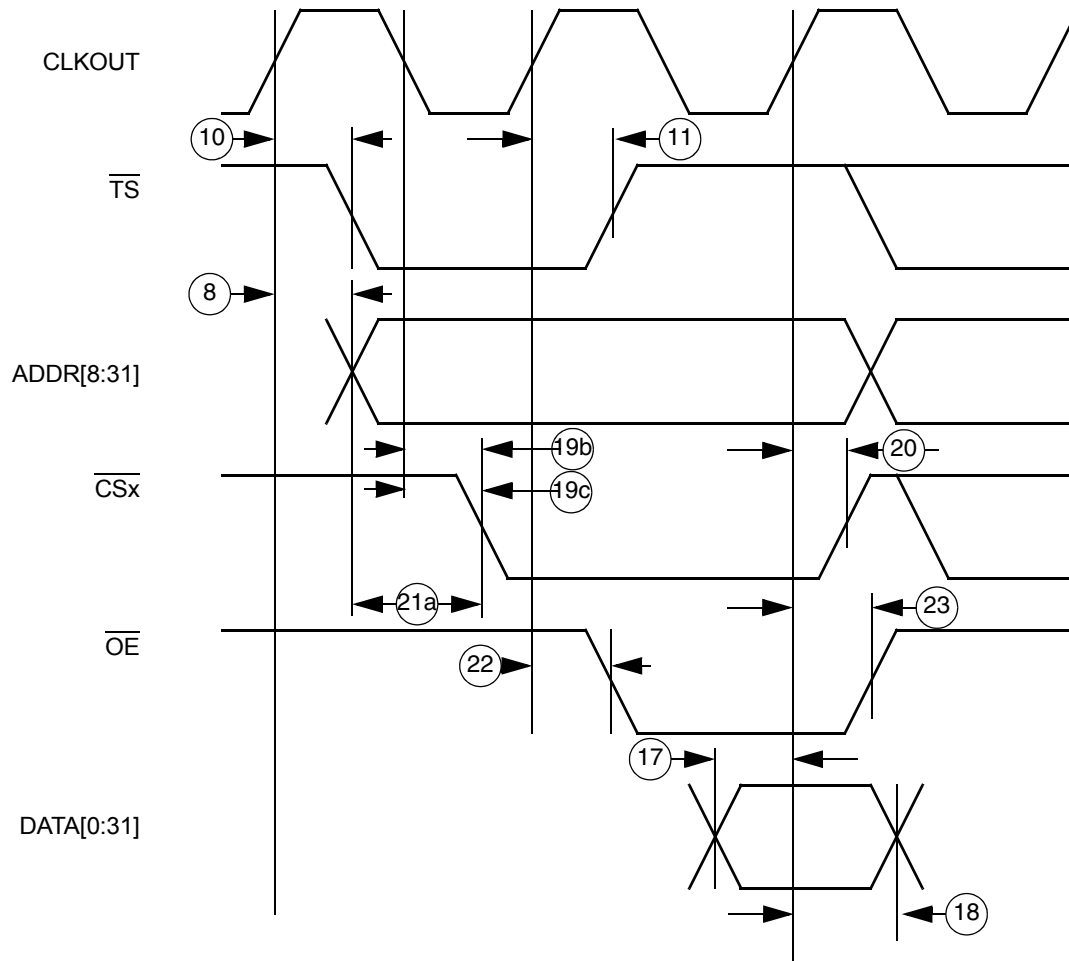 CLKOUT
10
11
TS
8
ADDR[8:31]
19b
20
CSx
19c
21a
23
OE
22
17
DATA[0:31]
18